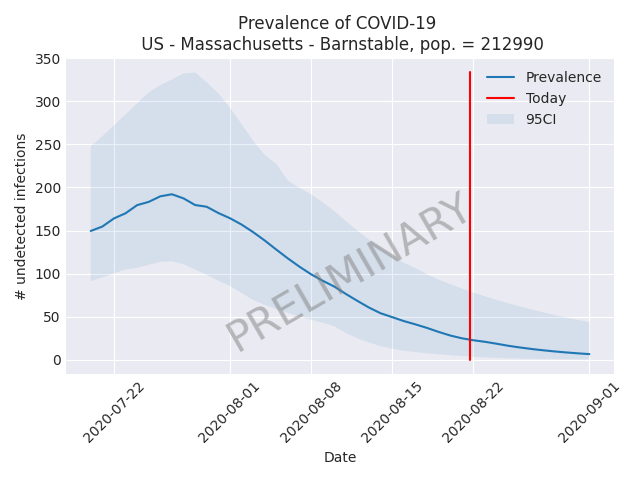 Prevalence of COVID-19
US - Massachusetts - Barnstable, pop. = 212990
# undetected infections
350
300
250
200
150
100
50
0
Prevalence
Today
95CI
PRELIMINARY
2020-07-22
2020-08-01
2020-08-08
2020-08-15
2020-08-22
2020-09-01
Date